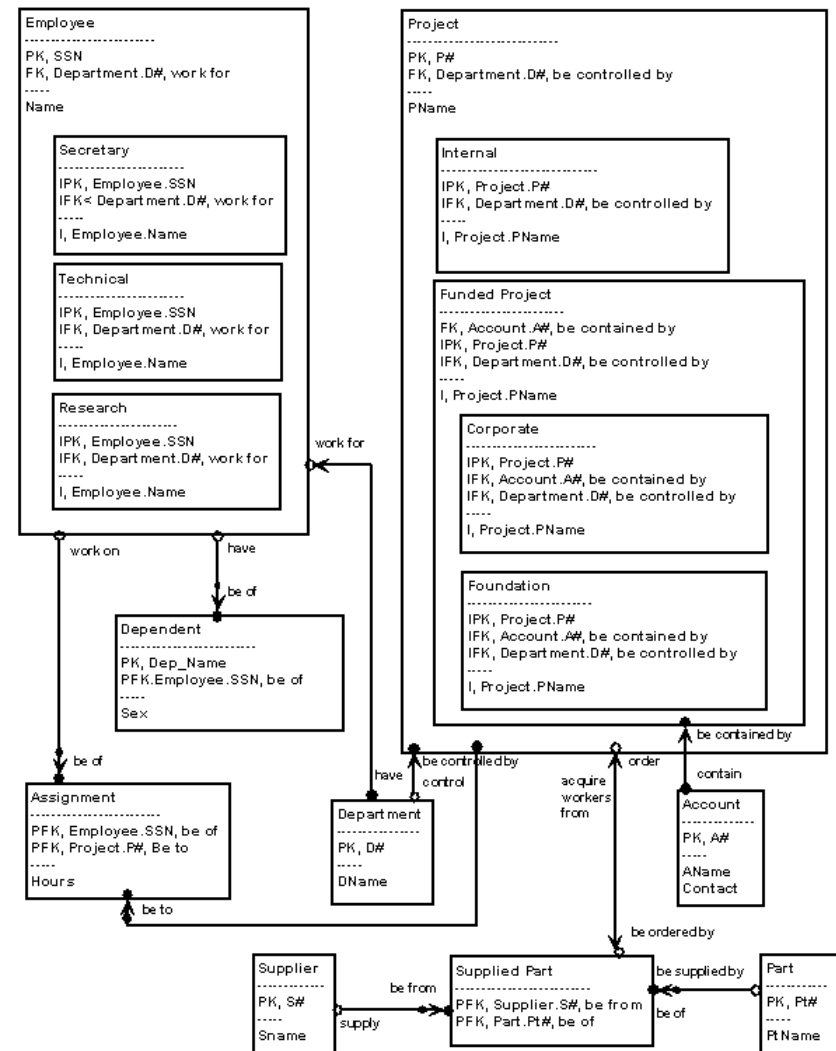 Employee
-------------------------
PK, SSN
FK, Department.D#, work for
-----
Name
Secretary
------------------------
IPK, Employee.SSN
IFK< Department.D#, work for
-----
I, Employee.Name
Technical
------------------------
IPK, Employee.SSN
IFK, Department.D#, work for
-----
I, Employee.Name
Research
-----------------------
IPK, Employee.SSN
IFK, Department.D#, work for
-----
I, Employee.Name
Project
-----------------------------
PK, P#
FK, Department.D#, be controlled by
-----
PName
Internal
------------------------------
IPK, Project.P#
IFK, Department.D#, be controlled by
-----
I, Project.PName
Funded Project
------------------------
FK, Account.A#, be contained by
IPK, Project.P#
IFK, Department.D#, be controlled by
-----
I, Project.PName
Corporate
-------------------------
IPK, Project.P#
IFK, Account.A#, be contained by
IFK, Department.D#, be controlled by
-----
I, Project.PName
Foundation
------------------------
IPK, Project.P#
IFK, Account.A#, be contained by
IFK, Department.D#, be controlled by
-----
I, Project.PName
work for
work on
have
be of
Dependent
--------------------------
PK, Dep_Name
PFK.Employee.SSN, be of
-----
Sex
be of
have
be controlled by
control
order
acquire
workers
from
be contained by
contain
Assignment
-------------------------
PFK, Employee.SSN, be of
PFK, Project.P#, Be to
-----
Hours
be to
Department
----------------
PK, D#
-----
DName
Account
--------------
PK, A#
-----
AName
Contact
be ordered by
Supplier
-------------
PK, S#
-----
Sname
be from
supply
Supplied Part
--------------------------
PFK, Supplier.S#, be from
PFK, Part.Pt#, be of
be supplied by
be of
Part
--------------
PK, Pt#
-----
PtName